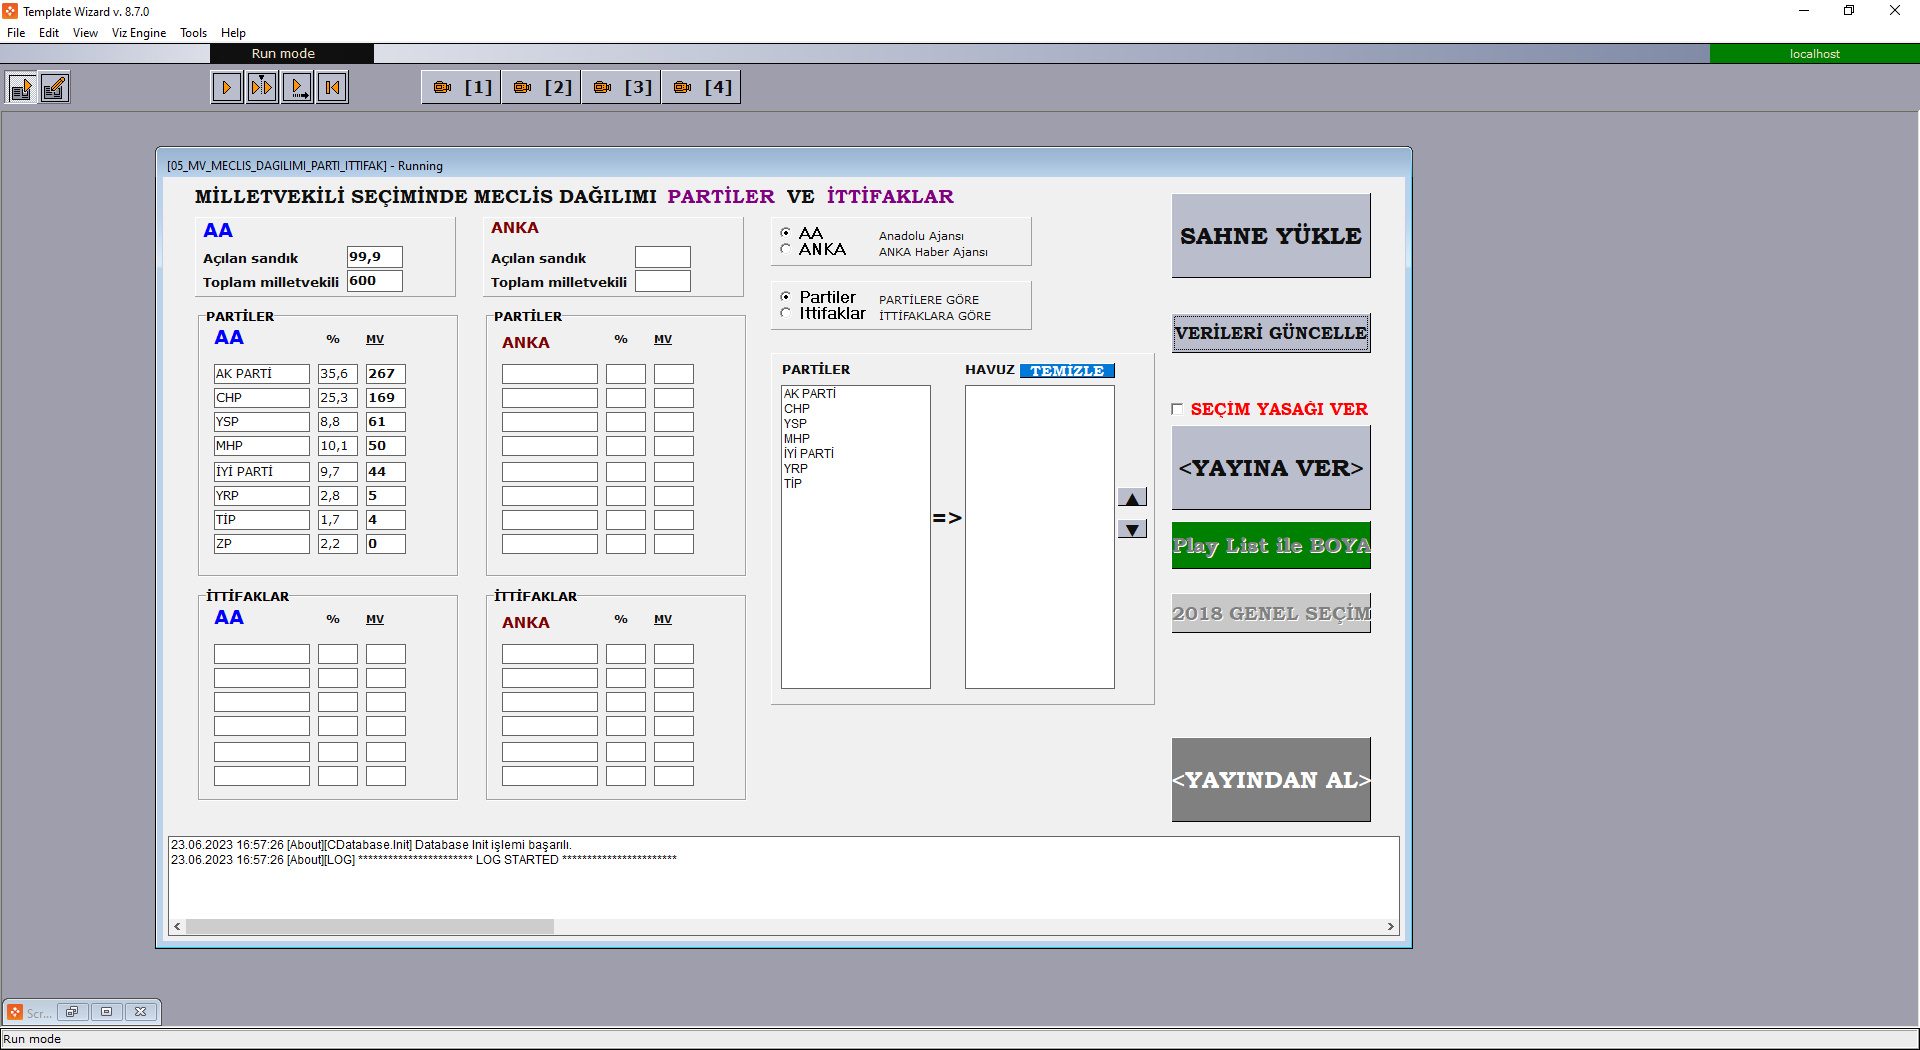 Template Wizard v. 8.7.0
File Edit View Viz Engine Tools Help
Run mode
localhost
[1] [2] [3] [4]
[05_MV_MECLIS_DAGILIMI_PARTI_ITTIFAK] - Running
MİLLETVEKİLİ SEÇİMİNDE MECLİS DAĞILIMI PARTİLER VE İTTİFAKLAR
AA
Açılan sandık 99,9
Toplam milletvekili 600
ANKA
Açılan sandık
Toplam milletvekili
AA Anadolu Ajansı
ANKA ANKA Haber Ajansı
Partiler PARTİLERE GÖRE
Ittifaklar İTTİFAKLARA GÖRE
PARTİLER
AA % MV
AK PARTİ 35,6 267
CHP 25,3 169
YSP 8,8 61
MHP 10,1 50
İYİ PARTİ 9,7 44
YRP 2,8 5
TİP 1,7 4
ZP 2,2 0
PARTİLER
ANKA % MV
İTTİFAKLAR
AA % MV
İTTİFAKLAR
ANKA % MV
PARTİLER
AK PARTİ
CHP
YSP
MHP
İYİ PARTİ
YRP
TİP
=>
HAVUZ TEMİZLE
▲
▼
SAHNE YÜKLE
VERİLERİ GÜNCELLE
SEÇİM YASAĞI VER
<YAYINA VER>
Play List ile BOYA
2018 GENEL SEÇİM
<YAYINDAN AL>
23.06.2023 16:57:26 [About][CDatabase.Init] Database Init işlemi başarılı.
23.06.2023 16:57:26 [About][LOG] *********************** LOG STARTED ***********************
Scr...
Run mode